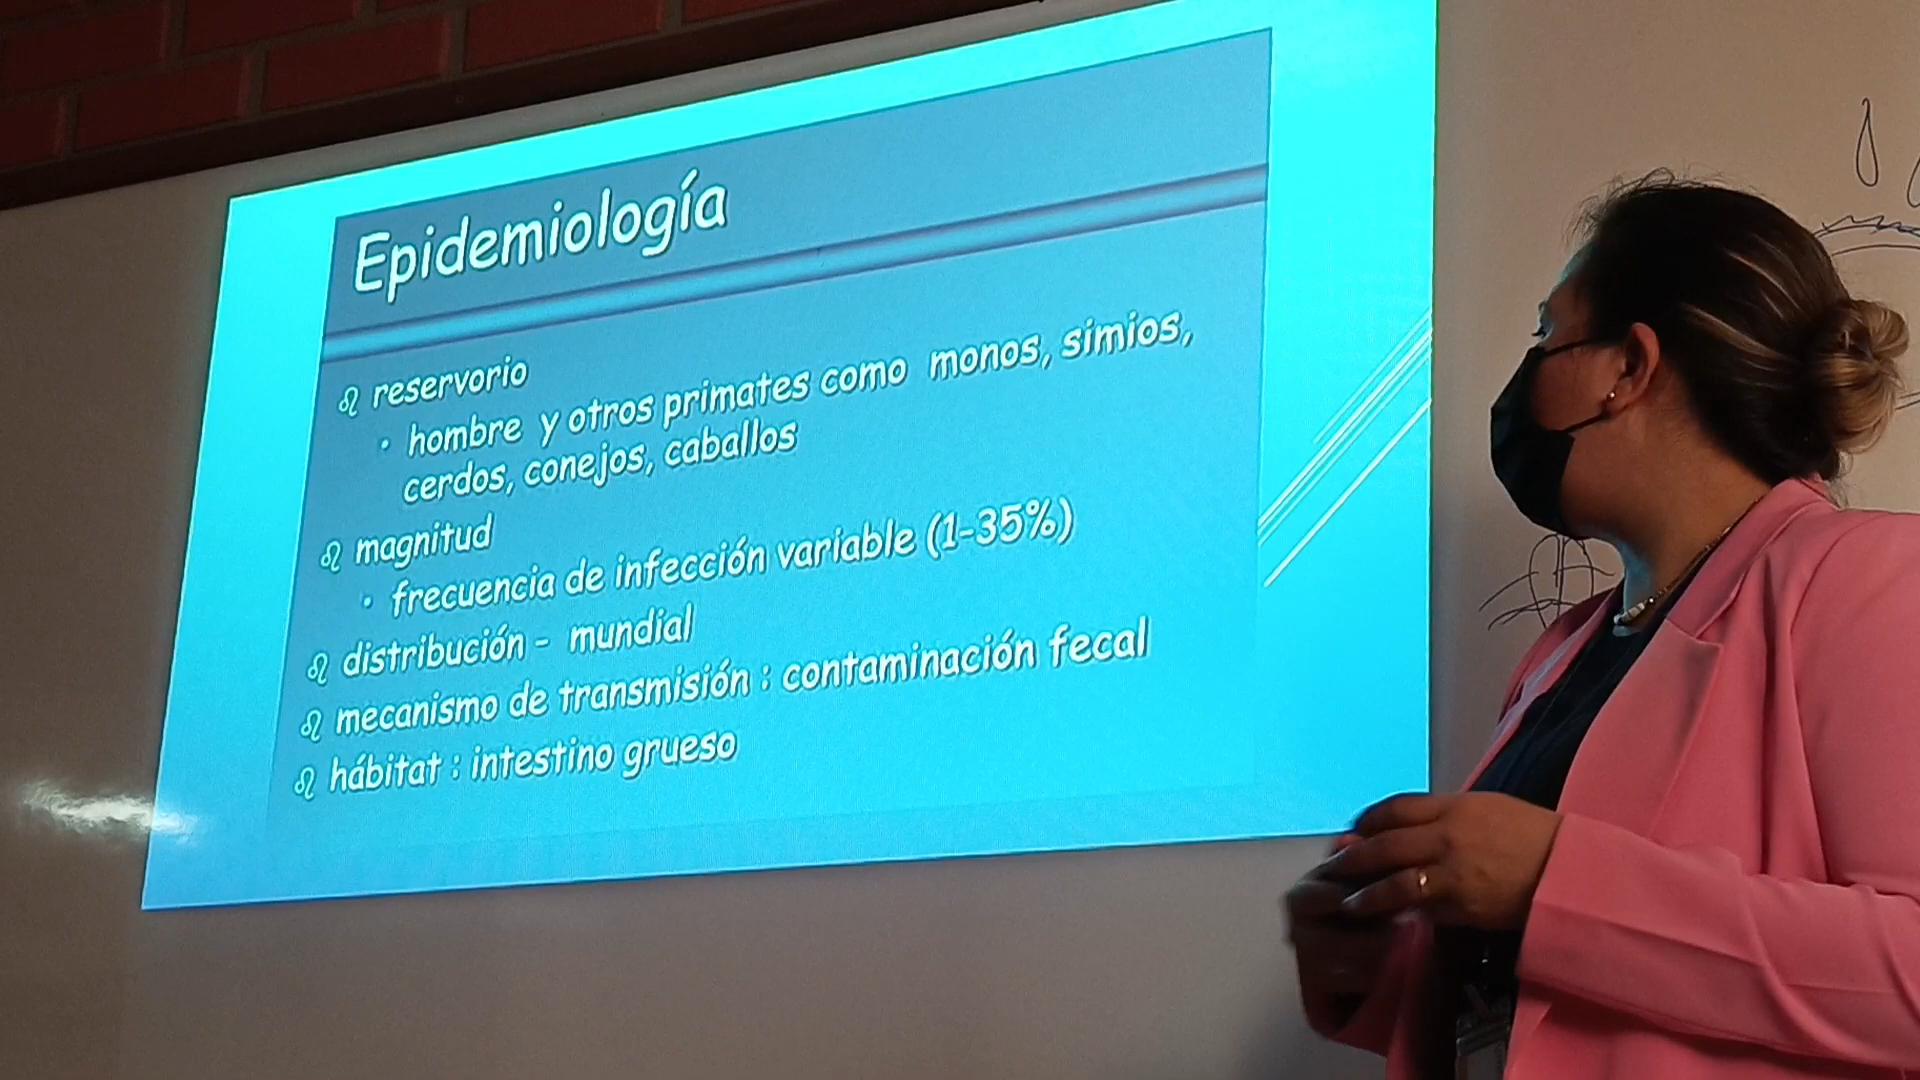 Epidemiología
reservorio
• hombre y otros primates como monos, simios,
cerdos, conejos, caballos
magnitud
• frecuencia de infección variable (1-35%)
distribución - mundial
mecanismo de transmisión : contaminación fecal
hábitat : intestino grueso